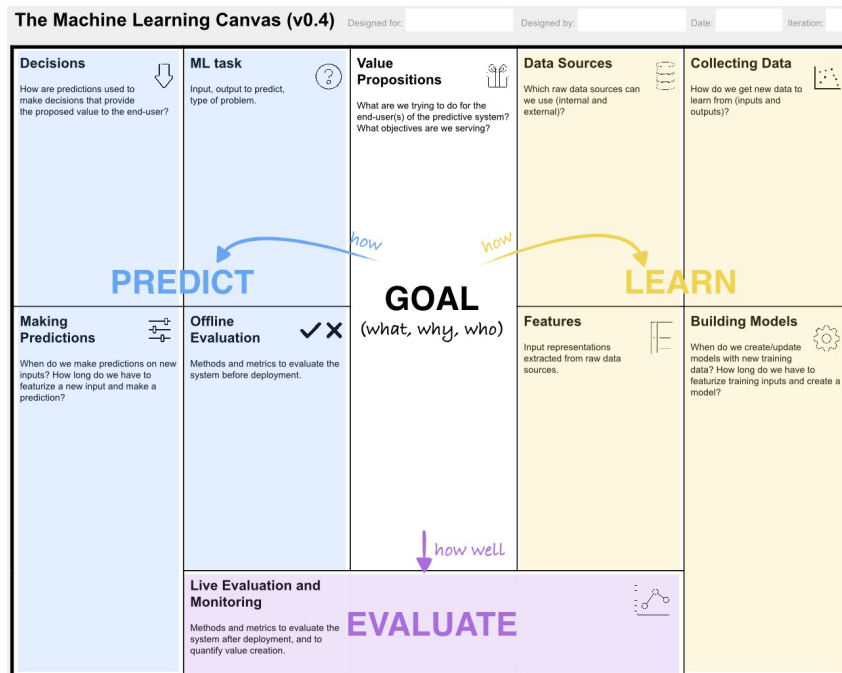 The Machine Learning Canvas (v0.4)
Designed for:
Designed by:
Date:
Iteration:
Decisions
How are predictions used to
make decisions that provide
the proposed value to the end-user?
ML task
Input, output to predict,
type of problem.
Value
Propositions
What are we trying to do for the
end-user(s) of the predictive system?
What objectives are we serving?
Data Sources
Which raw data sources can
we use (internal and
external)?
Collecting Data
How do we get new data to
learn from (inputs and
outputs)?
how
how
PREDICT
GOAL
(what, why, who)
LEARN
Making
Predictions
When do we make predictions on new
inputs? How long do we have to
featurize a new input and make a
prediction?
Offline
Evaluation
Methods and metrics to evaluate the
system before deployment.
Features
Input representations
extracted from raw data
sources.
Building Models
When do we create/update
models with new training
data? How long do we have to
featurize training inputs and create a
model?
how well
Live Evaluation and
Monitoring
Methods and metrics to evaluate the
system after deployment, and to
quantify value creation.
EVALUATE